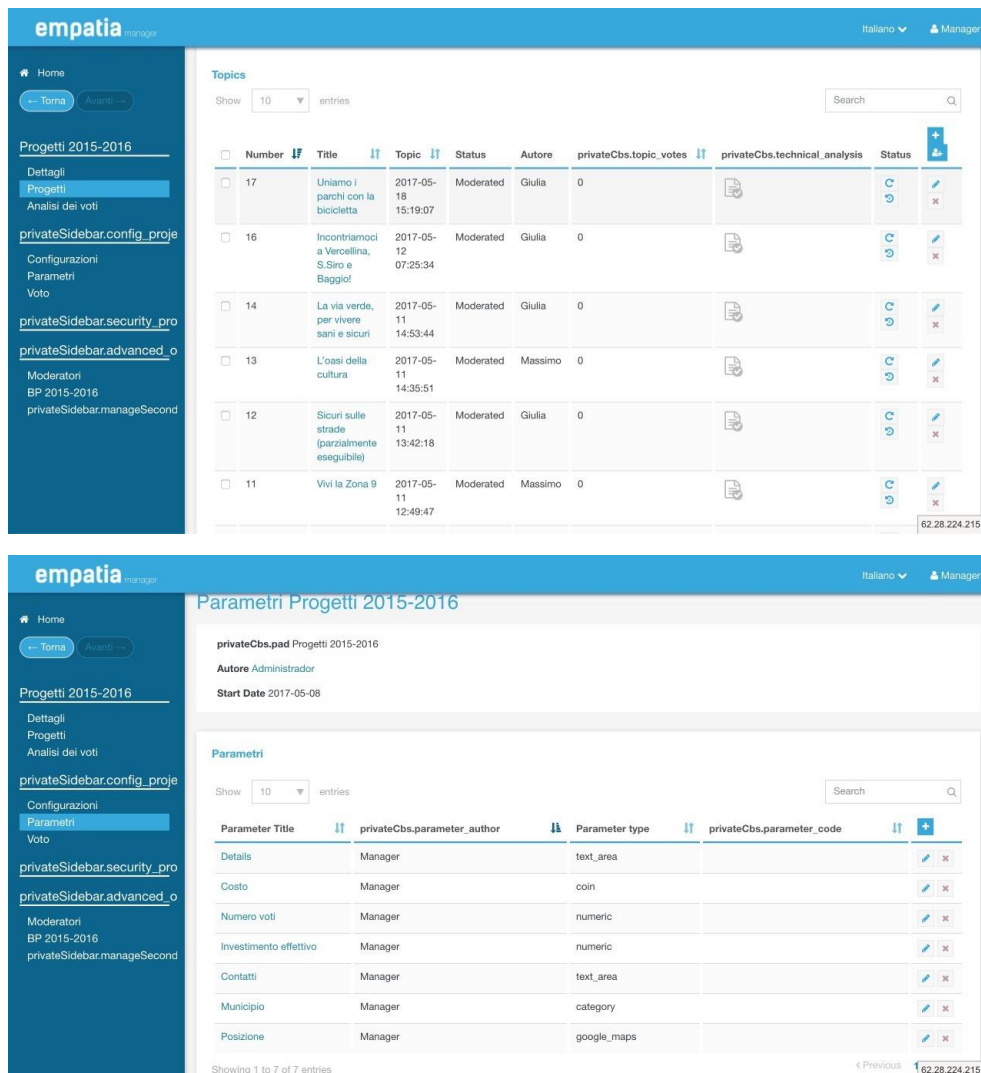 empatia manager
Italiano Manager
Home
← Torna Avanti →
Progetti 2015-2016
Dettagli
Progetti
Analisi dei voti
privateSidebar.config_proje
Configurazioni
Parametri
Voto
privateSidebar.security_pro
privateSidebar.advanced_o
Moderatori
BP 2015-2016
privateSidebar.manageSecond
Topics
Show 10 entries Search
Number Title Topic Status Autore privateCbs.topic_votes privateCbs.technical_analysis Status
17 Uniamo i 2017-05- Moderated Giulia 0
parchi con la 18
bicicletta 15:19:07
16 Incontriamoci 2017-05- Moderated Giulia 0
a Vercellina, 12
S.Siro e 07:25:34
Baggio!
14 La via verde, 2017-05- Moderated Giulia 0
per vivere 11
sani e sicuri 14:53:44
13 L'oasi della 2017-05- Moderated Massimo 0
cultura 11
14:35:51
12 Sicuri sulle 2017-05- Moderated Giulia 0
strade 11
(parzialmente 13:42:18
eseguibile)
11 Vivi la Zona 9 2017-05- Moderated Massimo 0
11
12:49:47
62.28.224.215
empatia manager
Italiano Manager
Home
← Torna Avanti →
Progetti 2015-2016
Dettagli
Progetti
Analisi dei voti
privateSidebar.config_proje
Configurazioni
Parametri
Voto
privateSidebar.security_pro
privateSidebar.advanced_o
Moderatori
BP 2015-2016
privateSidebar.manageSecond
Parametri Progetti 2015-2016
privateCbs.pad Progetti 2015-2016
Autore Administrador
Start Date 2017-05-08
Parametri
Show 10 entries Search
Parameter Title privateCbs.parameter_author Parameter type privateCbs.parameter_code
Details Manager text_area
Costo Manager coin
Numero voti Manager numeric
Investimento effettivo Manager numeric
Contatti Manager text_area
Municipio Manager category
Posizione Manager google_maps
Showing 1 to 7 of 7 entries
Previous 1
62.28.224.215